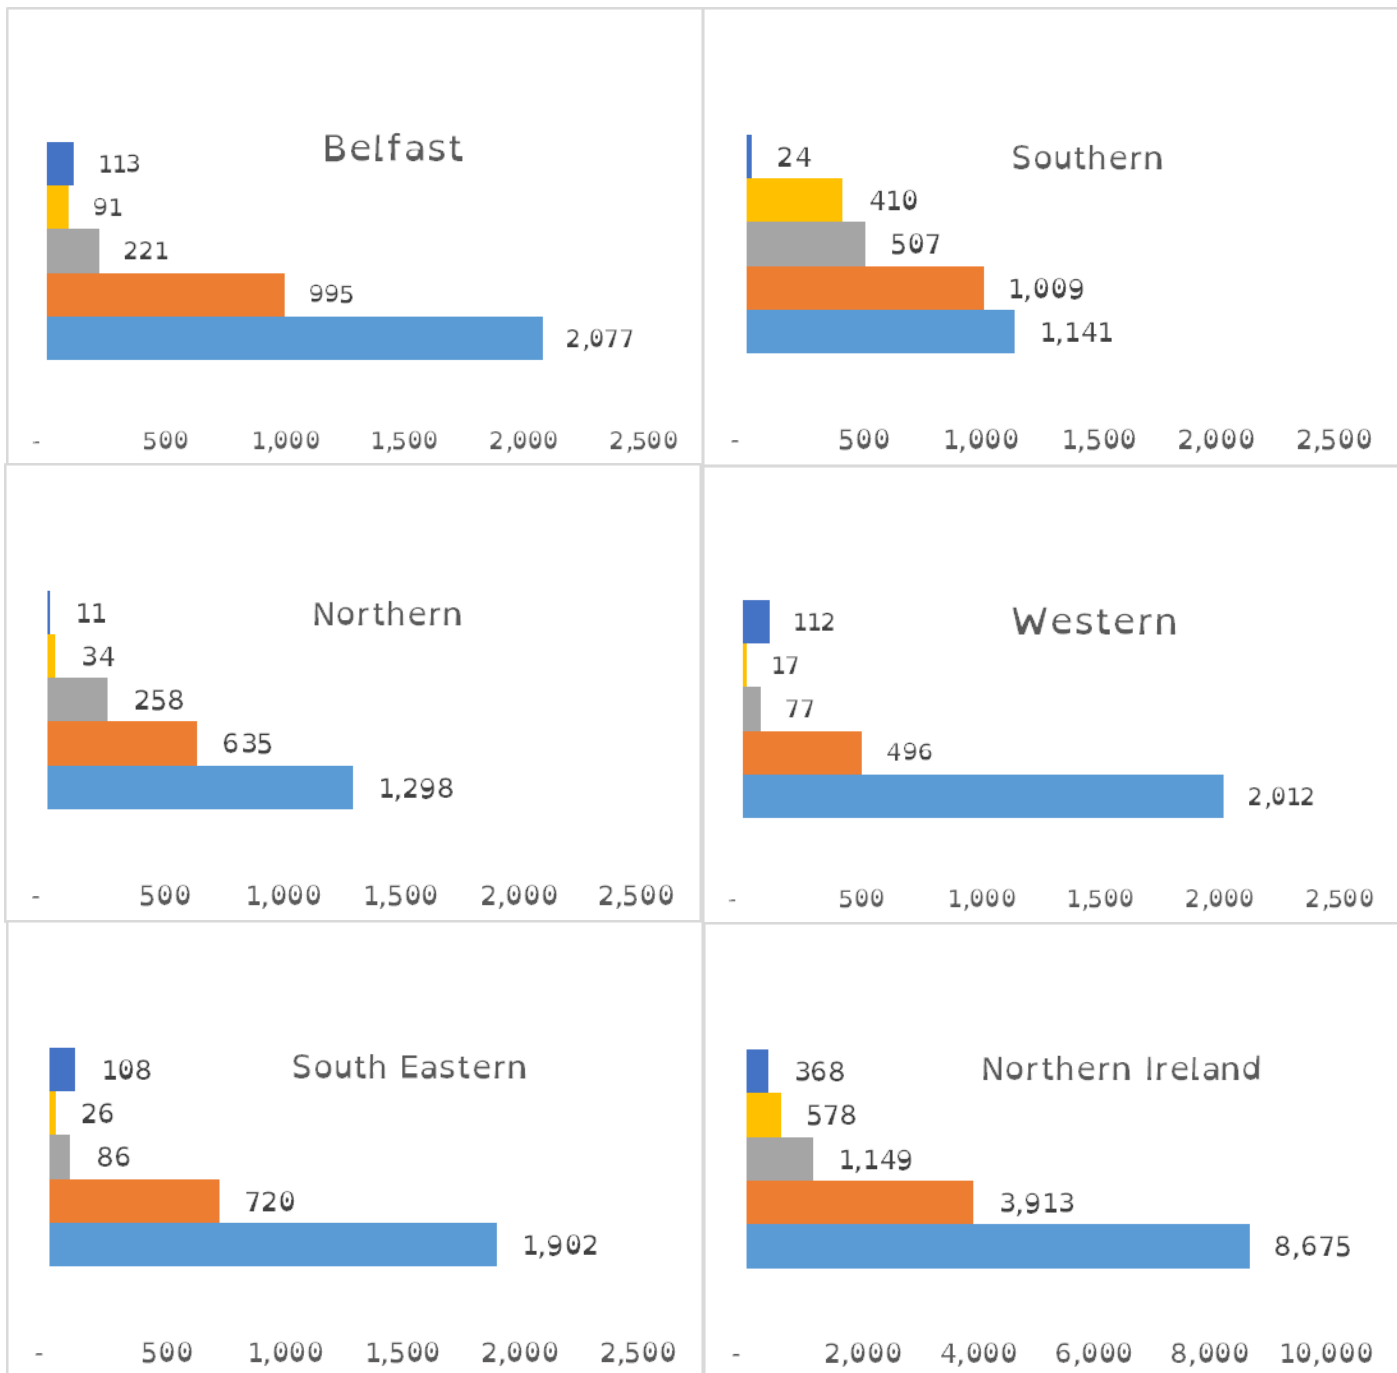 Belfast
113
91
221
995
2,077
- 500 1,000 1,500 2,000 2,500
Southern
24
410
507
1,009
1,141
- 500 1,000 1,500 2,000 2,500
Northern
11
34
258
635
1,298
- 500 1,000 1,500 2,000 2,500
Western
112
17
77
496
2,012
- 500 1,000 1,500 2,000 2,500
South Eastern
108
26
86
720
1,902
- 500 1,000 1,500 2,000 2,500
Northern Ireland
368
578
1,149
3,913
8,675
- 2,000 4,000 6,000 8,000 10,000